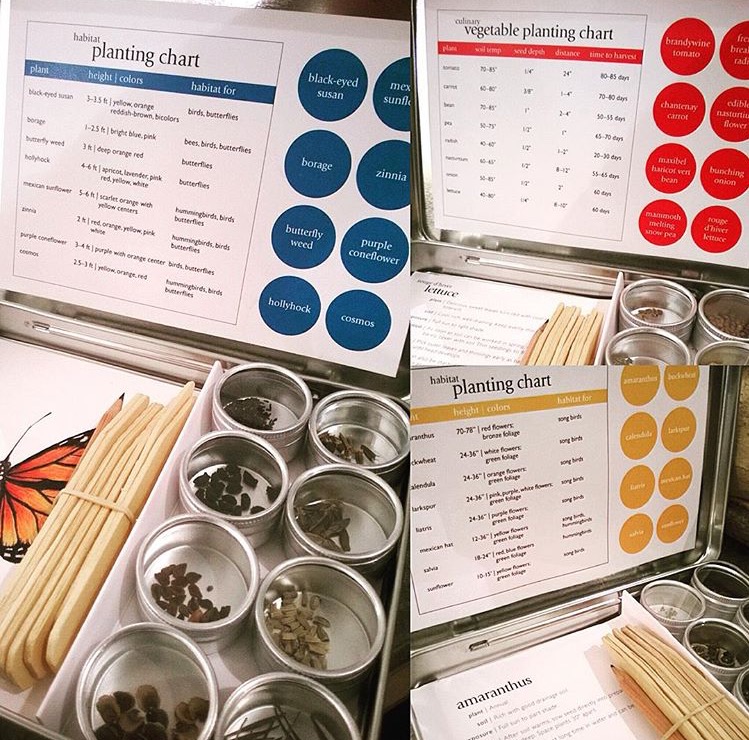 habitat
planting chart
plant height | colors habitat for
black-eyed susan 3-3.5 ft | yellow, orange birds, butterflies
reddish-brown, bicolors
borage 1-2.5 ft | bright blue, pink bees, birds, butterflies
butterfly weed 3 ft | deep orange red butterflies
hollyhock 4-6 ft | apricot, lavender, pink butterflies
red, yellow, white
mexican sunflower 5-6 ft | scarlet orange with hummingbirds, birds
yellow centers butterflies
zinnia 2 ft | red, orange, yellow, pink hummingbirds, birds
white butterflies
purple coneflower 3-4 ft | purple with orange center birds, butterflies
cosmos 2.5-3 ft | yellow, orange, red hummingbirds, birds
butterflies
black-eyed
susan
mex
sunflo
borage
zinnia
butterfly
weed
purple
coneflower
hollyhock
cosmos
culinary
vegetable planting chart
plant soil temp seed depth distance time to harvest
tomato 70-85° 1/4" 24" 80-85 days
carrot 60-80° 3/8" 1-4" 70-80 days
bean 70-85° 1" 2-4" 50-55 days
pea 50-75° 1/2" 1" 65-70 days
radish 40-60° 1/2" 1-2" 20-30 days
nasturtium 60-65° 1/2" 8-12" 55-65 days
onion 50-85° 1/2" 2" 60 days
lettuce 40-80° 1/4" 8-10" 60 days
brandywine
tomato
fre
brea
radi
chantenay
carrot
edible
nasturtiu
flower
maxibel
haricot vert
bean
bunching
onion
mammoth
melting
snow pea
rouge
d'hiver
lettuce
rouge d'hiver
lettuce
habitat
planting chart
height | colors habitat for
ranthus 70-78" | red flowers: song birds
bronze foliage
ckwheat 24-36" | white flowers: song birds
green foliage
alendula 24-36" | orange flowers: song birds
green foliage
larkspur 24-36" | pink, purple, white flowers: song birds
green foliage
liatris 24-36" | purple flowers: song birds
green foliage
mexican hat 12-36" | yellow flowers song birds,
green foliage hummingbirds
salvia 18-24" | red, blue flowers song birds,
green foliage hummingbirds
sunflower 10-15' | yellow flowers: song birds
green foliage
amaranthus
buckwheat
calendula
larkspur
liatris
mexican hat
salvia
sunflower
amaranthus
plant | Annual
soil | Rich with good drainage soil
xposure | Full sun to part shade